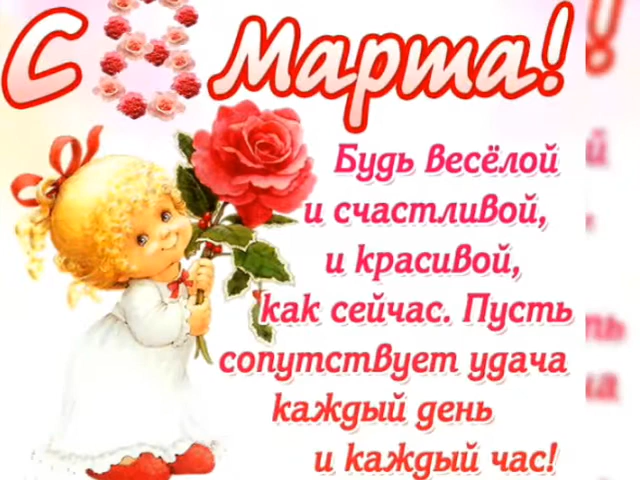 С 8 Марта!
Будь весёлой
и счастливой,
и красивой,
как сейчас. Пусть
сопутствует удача
каждый день
и каждый час!